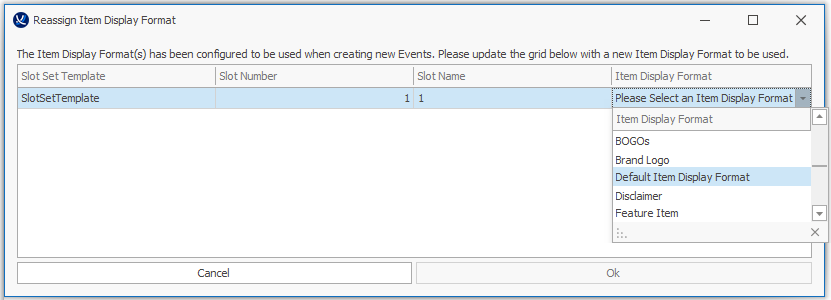 Reassign Item Display Format
The Item Display Format(s) has been configured to be used when creating new Events. Please update the grid below with a new Item Display Format to be used.
Slot Set Template Slot Number Slot Name Item Display Format
SlotSetTemplate 1 1 Please Select an Item Display Format
Item Display Format
BOGOs
Brand Logo
Default Item Display Format
Disclaimer
Feature Item
Cancel Ok